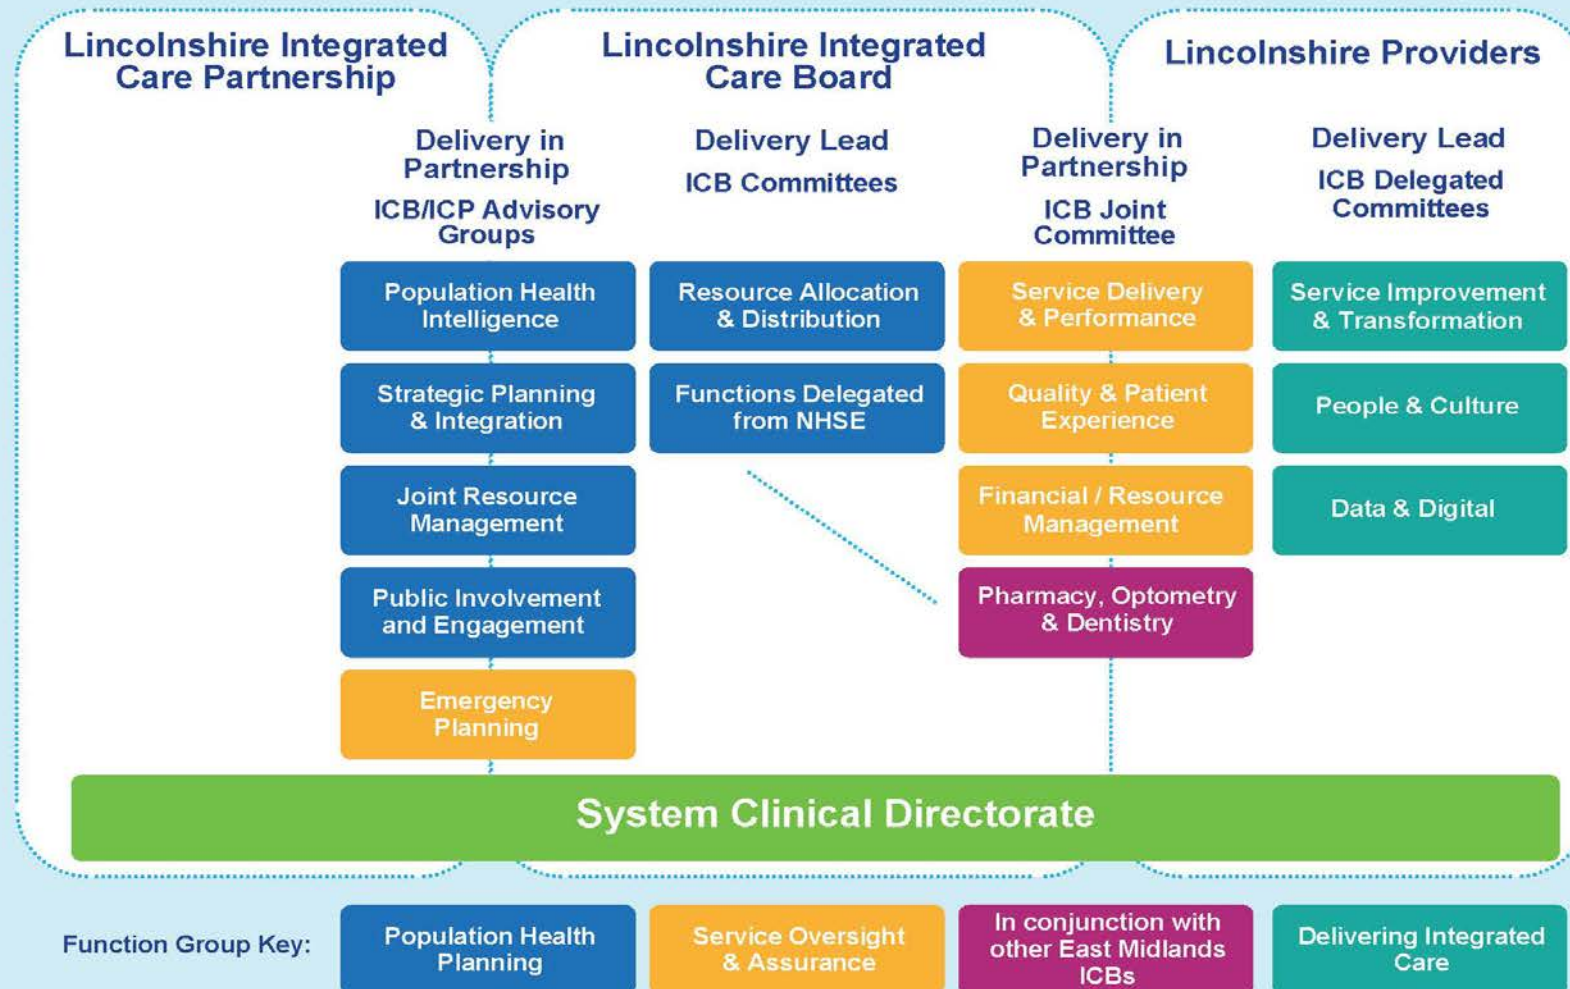 Lincolnshire Integrated
Care Partnership
Lincolnshire Integrated
Care Board
Lincolnshire Providers
Delivery in
Partnership
ICB/ICP Advisory
Groups
Delivery Lead
ICB Committees
Delivery in
Partnership
ICB Joint
Committee
Delivery Lead
ICB Delegated
Committees
Population Health
Intelligence
Strategic Planning
& Integration
Joint Resource
Management
Public Involvement
and Engagement
Emergency
Planning
Resource Allocation
& Distribution
Functions Delegated
from NHSE
Service Delivery
& Performance
Quality & Patient
Experience
Financial / Resource
Management
Pharmacy, Optometry
& Dentistry
Service Improvement
& Transformation
People & Culture
Data & Digital
System Clinical Directorate
Function Group Key:
Population Health
Planning
Service Oversight
& Assurance
In conjunction with
other East Midlands
ICBs
Delivering Integrated
Care